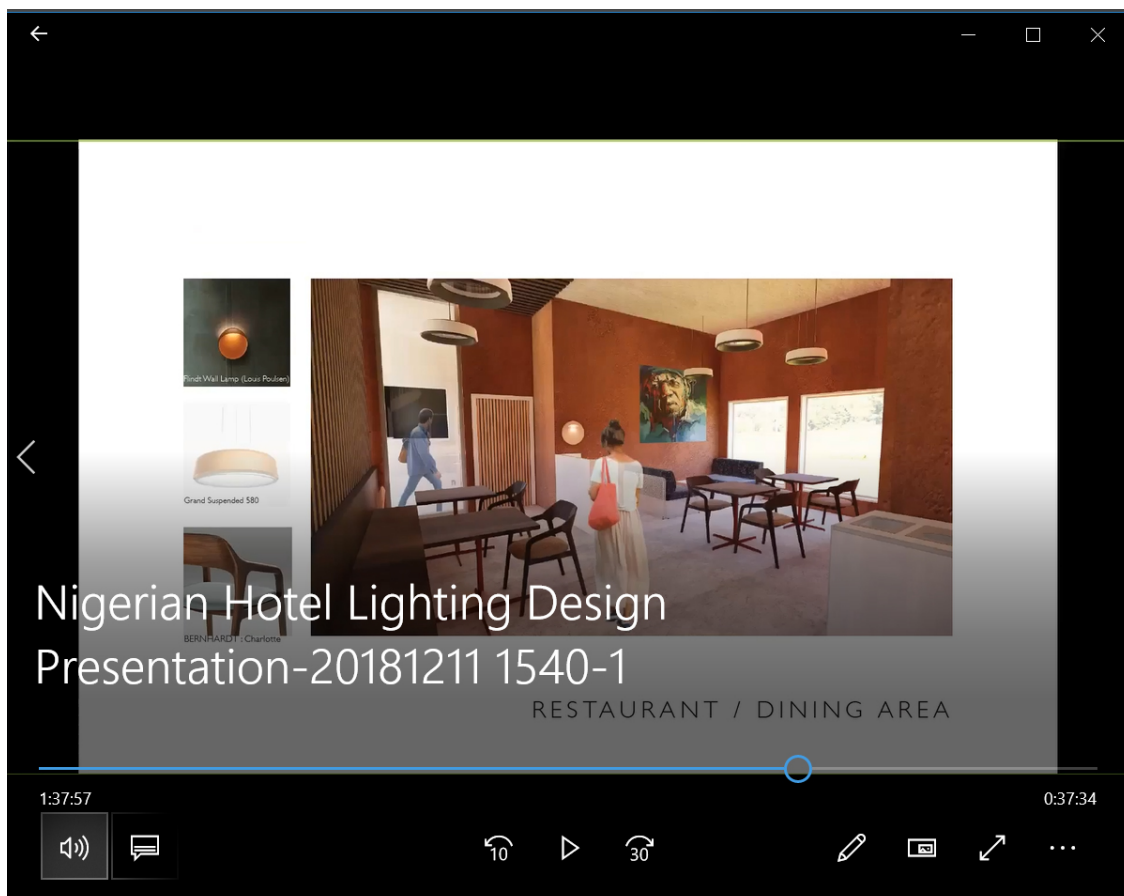 Flindt Wall Lamp (Louis Poulsen)
Grand Suspended 580
BERNHARDT : Charlotte
Nigerian Hotel Lighting Design
Presentation-20181211 1540-1
RESTAURANT / DINING AREA
1:37:57
0:37:34
10
30